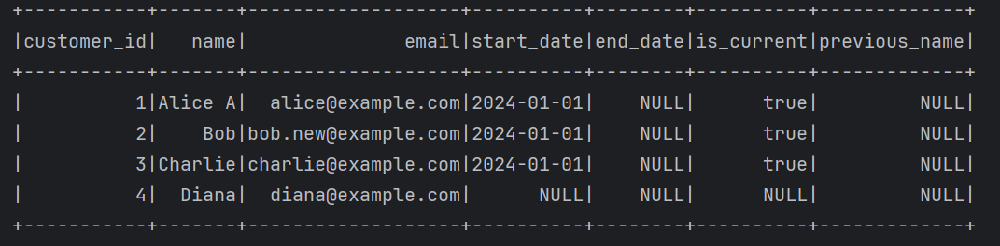 +-----------+-------+-------------------+----------+--------+----------+-------------+
|customer_id|   name|              email|start_date|end_date|is_current|previous_name|
+-----------+-------+-------------------+----------+--------+----------+-------------+
|          1|Alice A|  alice@example.com|2024-01-01|    NULL|      true|         NULL|
|          2|    Bob|bob.new@example.com|2024-01-01|    NULL|      true|         NULL|
|          3|Charlie|charlie@example.com|2024-01-01|    NULL|      true|         NULL|
|          4|  Diana|  diana@example.com|      NULL|    NULL|      NULL|         NULL|
+-----------+-------+-------------------+----------+--------+----------+-------------+